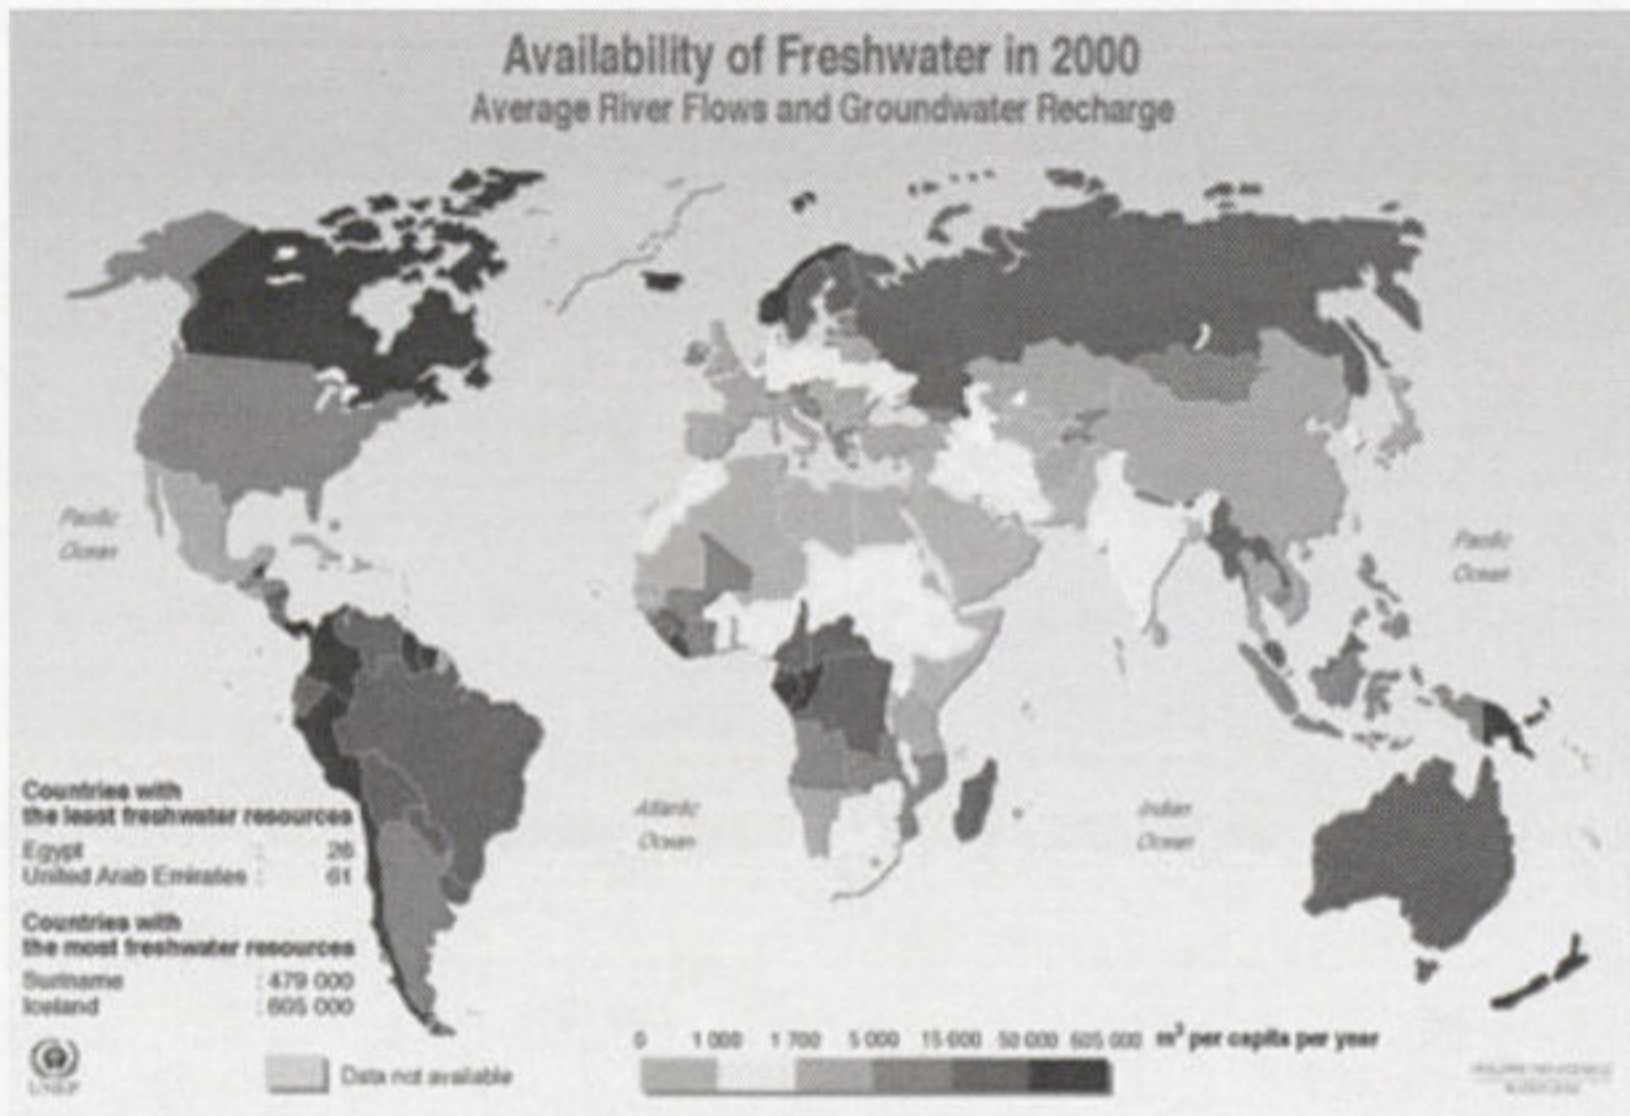 Availability of Freshwater in 2000
Average River Flows and Groundwater Recharge
Pacific
Ocean
Pacific
Ocean
Atlantic
Ocean
Indian
Ocean
Countries with
the least freshwater resources
Egypt : 26
United Arab Emirates : 61
Countries with
the most freshwater resources
Suriname : 479 000
Iceland : 605 000
0 1 000 1 700 5 000 15 000 50 000 605 000 m³ per capita per year
Data not available
UNEP